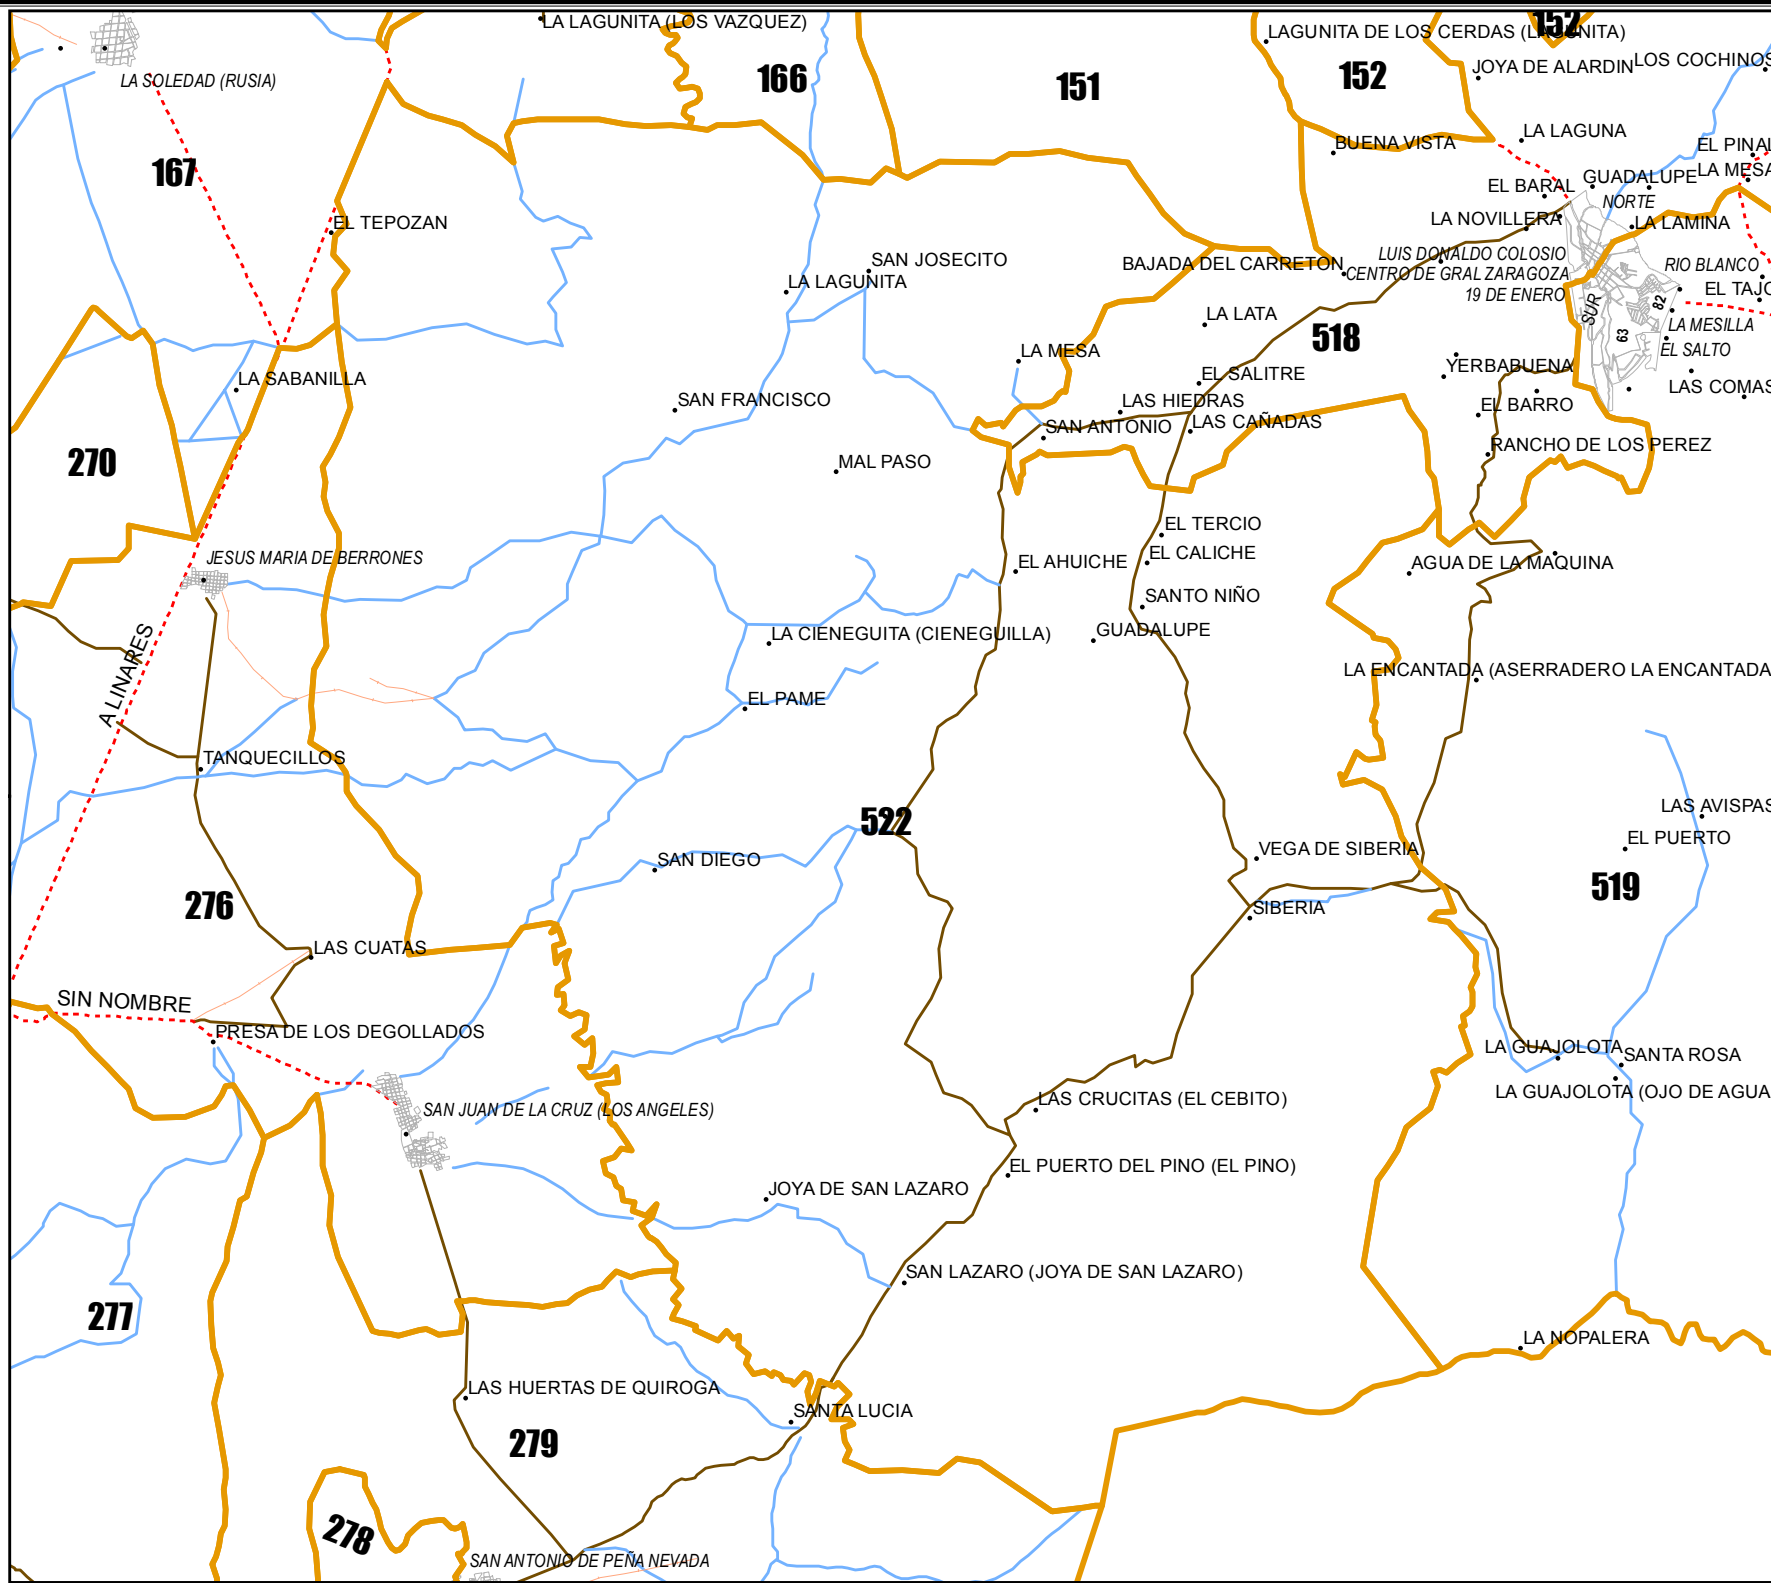 LA LAGUNITA (LOS VAZQUEZ)
152
LAGUNITA DE LOS CERDAS (LAGUNITA)
LOS COCHINOS
JOYA DE ALARDIN
166
151
152
LA SOLEDAD (RUSIA)
LA LAGUNA
BUENA VISTA
EL PINAL
LA MESA
167
GUADALUPE
EL BARAL
NORTE
LA NOVILLERA
LA LAMINA
EL TEPOZAN
LUIS DONALDO COLOSIO
SAN JOSECITO
BAJADA DEL CARRETON
CENTRO DE GRAL ZARAGOZA
RIO BLANCO
LA LAGUNITA
19 DE ENERO
EL TAJO
SUR
82
LA LATA
LA MESILLA
518
63
LA MESA
EL SALTO
YERBABUENA
EL SALITRE
LA SABANILLA
LAS COMAS
SAN FRANCISCO
LAS HIEDRAS
EL BARRO
SAN ANTONIO
LAS CAÑADAS
RANCHO DE LOS PEREZ
270
MAL PASO
EL TERCIO
JESUS MARIA DE BERRONES
EL CALICHE
EL AHUICHE
AGUA DE LA MAQUINA
SANTO NIÑO
GUADALUPE
LA CIENEGUITA (CIENEGUILLA)
A LINARES
LA ENCANTADA (ASERRADERO LA ENCANTADA
EL PAME
TANQUECILLOS
LAS AVISPAS
522
EL PUERTO
VEGA DE SIBERIA
SAN DIEGO
519
276
SIBERIA
LAS CUATAS
SIN NOMBRE
PRESA DE LOS DEGOLLADOS
LA GUAJOLOTA
SANTA ROSA
LA GUAJOLOTA (OJO DE AGUA
LAS CRUCITAS (EL CEBITO)
SAN JUAN DE LA CRUZ (LOS ANGELES)
EL PUERTO DEL PINO (EL PINO)
JOYA DE SAN LAZARO
SAN LAZARO (JOYA DE SAN LAZARO)
277
LA NOPALERA
LAS HUERTAS DE QUIROGA
SANTA LUCIA
279
278
SAN ANTONIO DE PEÑA NEVADA